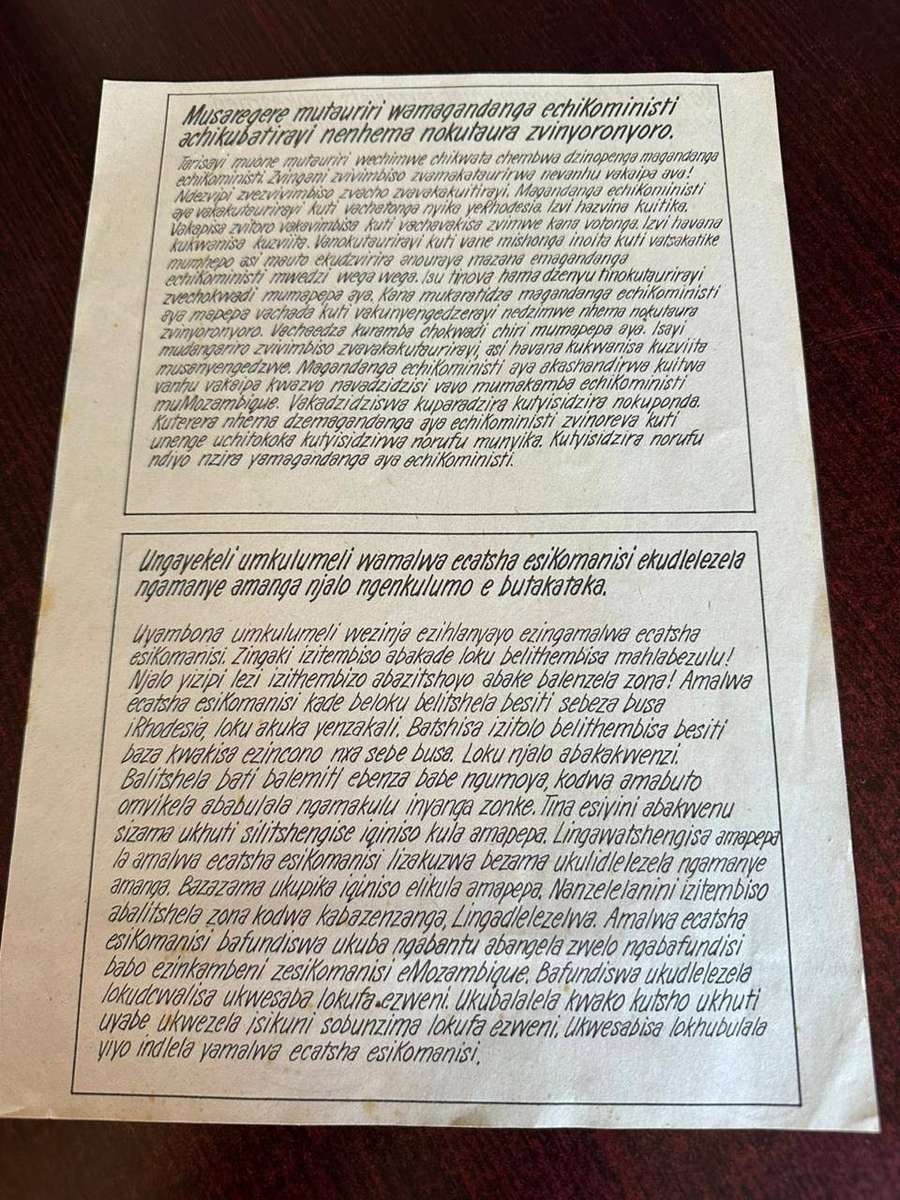 Musaregere mutauriri wamagandanga echiKoministi
achikubatirayi nenhema nokutaura zvinyoronyoro.
Tarisayi muone mutauriri wechimwe chikwata chembwa dzinopenga magandanga
echiKoministi. Zvingani zvivimbiso zvamakataurirwa nevanhu vakaipa ava!
Ndezvipi zvezvivimbiso zvacho zvavakakuitirayi. Magandanga echiKoministi
aya vakakutaurirayi kuti vachatonga nyika yeRhodesia. Izvi hazvina kuitika.
Vakapisa zvitoro vakavimbisa kuti vachavakisa zvimwe kana votonga. Izvi havana
kukwanisa kuzviita. Vanokutaurirayi kuti vane mishonga inoita kuti vatsakatike
mumhepo asi mauto ekudzvirira anouraya mazana emagandanga
echiKoministi mwedzi wega wega. Isu tinova hama dzenyu tinokutaurirayi
zvechokwadi mumapepa aya. Kana mukaratidza magandanga echiKoministi
aya mapepa vachada kuti vakunyengedzerayi nedzimwe nhema nokutaura
zvinyoronyoro. Vachaedza kuramba chokwadi chiri mumapepa aya. Isayi
mudangariro zvivimbiso zvavakakutaurirayi, asi havana kukwanisa kuzviita
musanyengedzwe. Magandanga echiKoministi aya akashandirwa kuitwa
vanhu vakaipa kwazvo navadzidzisi vavo mumakamba echiKoministi
muMozambique. Vakadzidziswa kuparadzira kutyisidzira nokuponda.
Kuterera nhema dzemagandanga aya echiKoministi zvinoreva kuti
unenge uchitokoka kutyisidzirwa norufu munyika. Kutyisidzira norufu
ndiyo nzira yamagandanga aya echiKoministi.
Ungayekeli umkulumeli wamalwa ecatsha esiKomanisi ekudlelezela
ngamanye amanga njalo ngenkulumo e butakataka.
Uyambona umkulumeli wezinja ezihlanyayo ezingamalwa ecatsha
esiKomanisi. Zingaki izitembiso abakade loku belithembisa mahlabezulu!
Njalo yizipi lezi izithembizo abazitshoyo abake balenzela zona! Amalwa
ecatsha esiKomanisi kade beloku belitshela besiti sebeza busa
iRhodesia, loku akuka yenzakali. Batshisa izitolo belithembisa besiti
baza kwakisa ezincono nxa sebe busa. Loku njalo abakakwenzi.
Balitshela bati balemitI ebenza babe ngumoya, kodwa amabuto
omvikela ababulala ngamakulu inyanga zonke. Tina esiyini abakwenu
sizama ukhuti silitshengise iqiniso kula amapepa. Lingawatshengisa amapepa
la amalwa ecatsha esiKomanisi lizakuzwa bezama ukulidlelezela ngamanye
amanga. Bazazama ukupika iqiniso elikula amapepa. Nanzelelanini izitembiso
abalitshela zona kodwa kabazenzanga, Lingadlelezelwa. Amalwa ecatsha
esiKomanisi bafundiswa ukuba ngabantu abangela zwelo ngabafundisi
babo ezinkambeni zesiKomanisi eMozambique. Bafundiswa ukudlelezela
lokudcwalisa ukwesaba lokufa ezweni. Ukubalalela kwako kutsho ukhuti
uyabe ukwezela isikuni sobunzima lokufa ezweni. Ukwesabisa lokhubulala
yiyo indlela yamalwa ecatsha esiKomanisi.